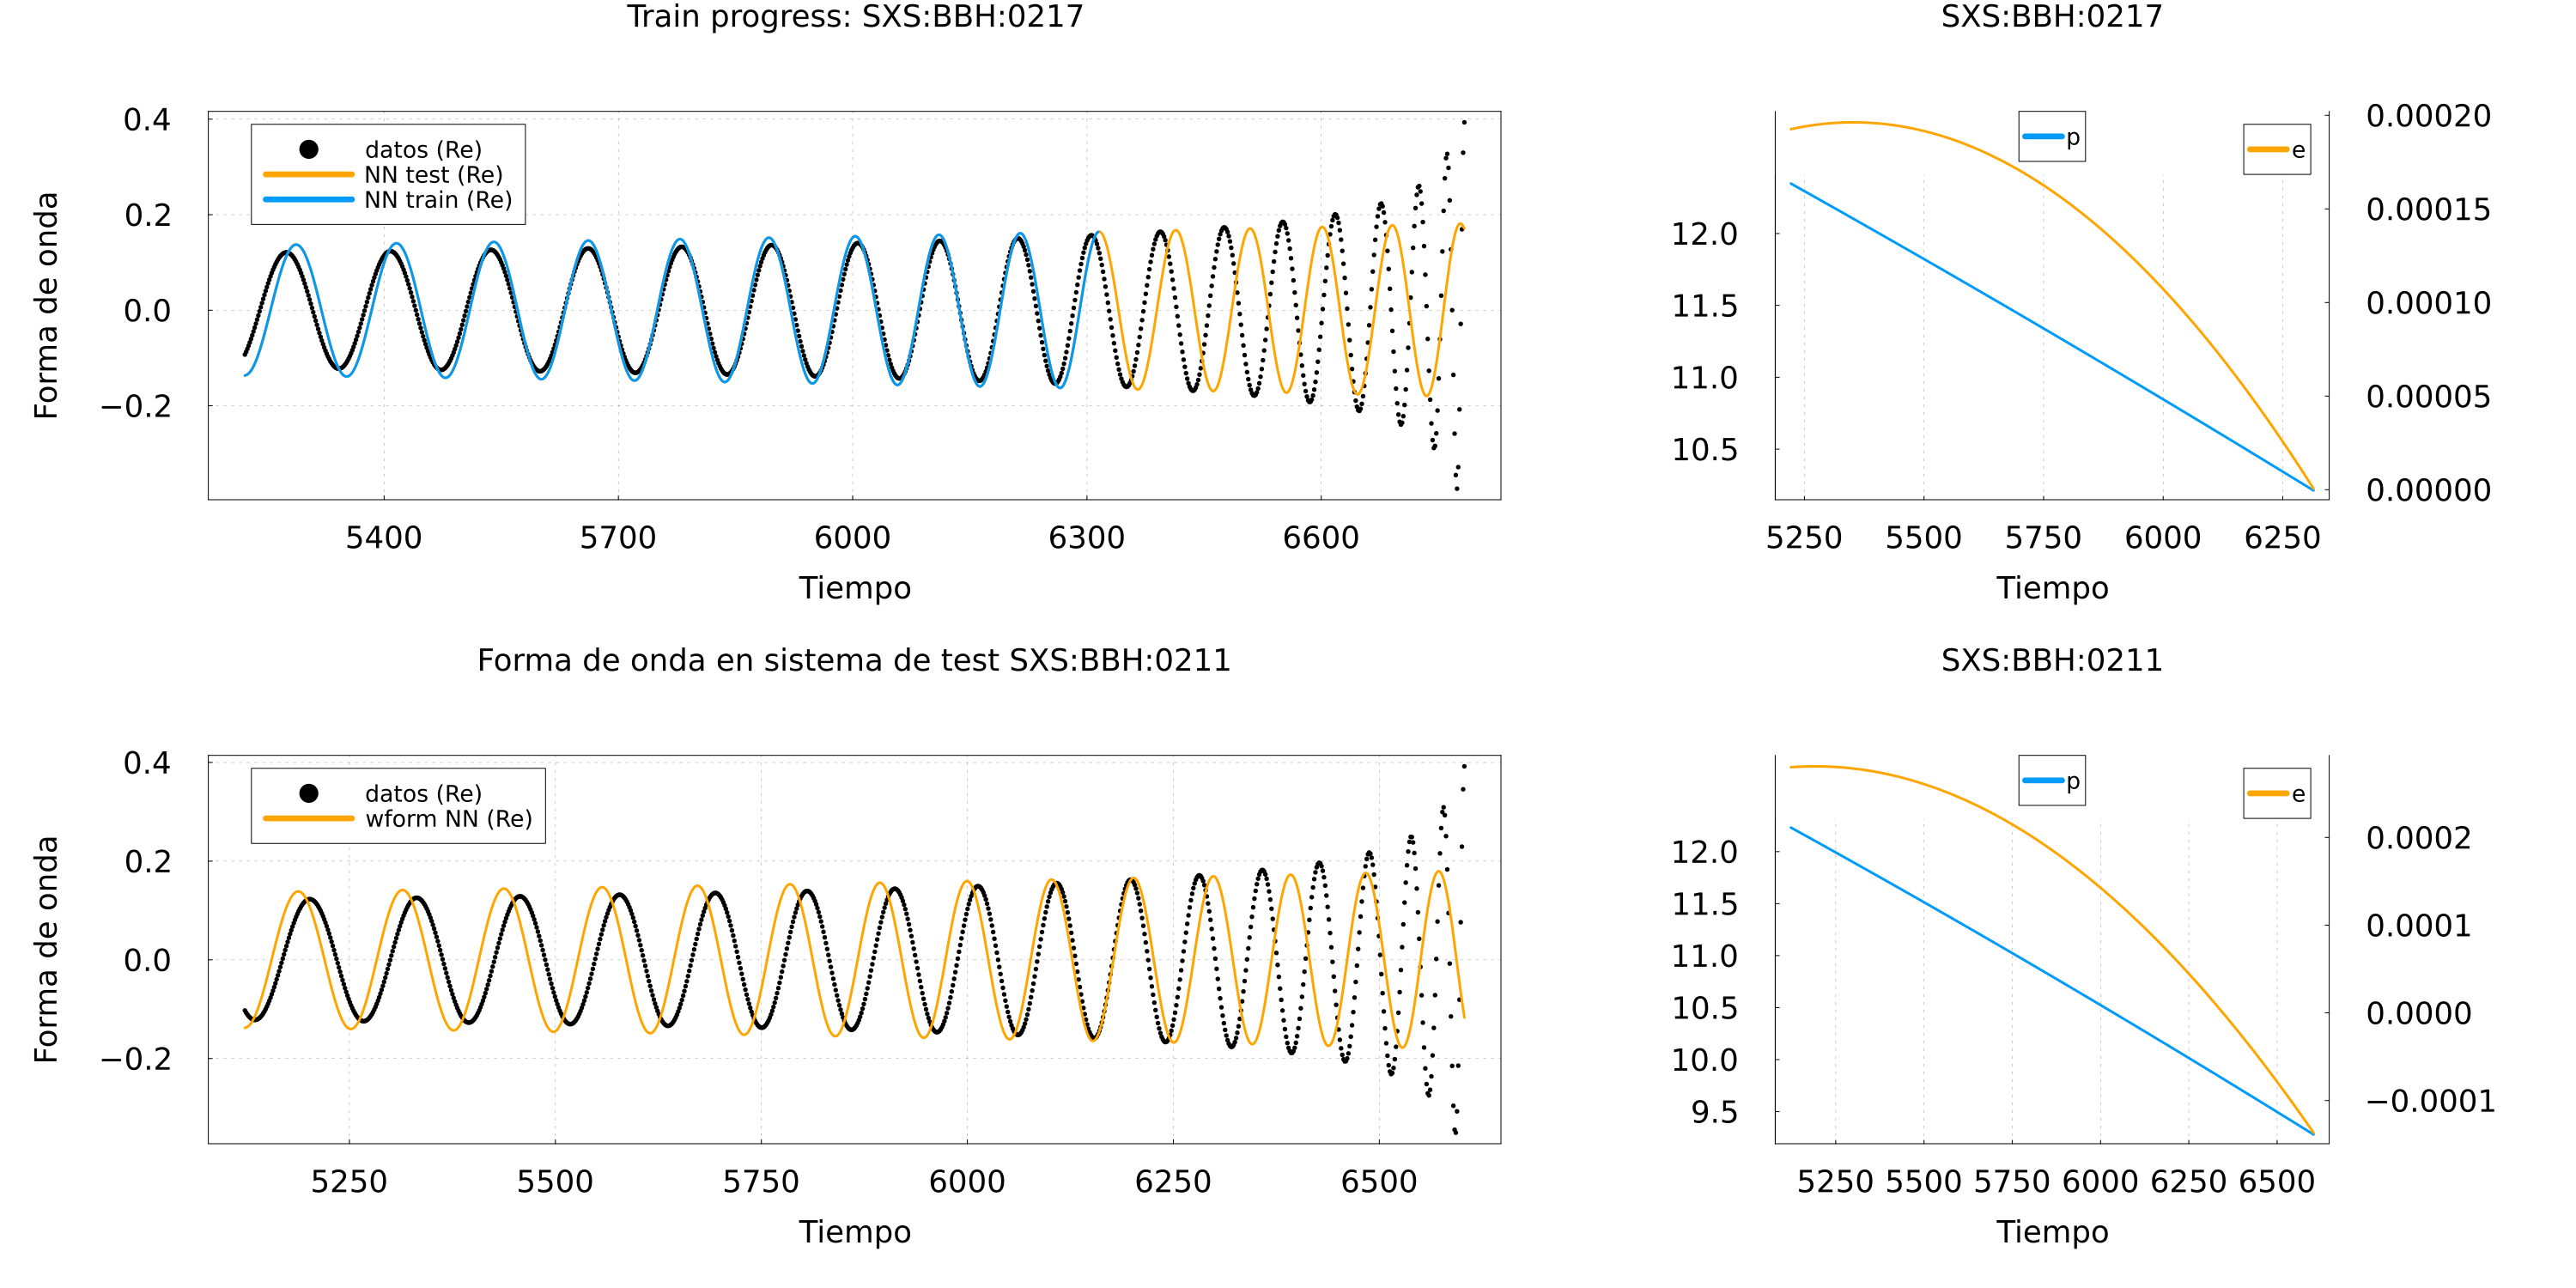 Train progress: SXS:BBH:0217
0.4
0.2
0.0
−0.2
Forma de onda
datos (Re)
NN test (Re)
NN train (Re)
5400 5700 6000 6300 6600
Tiempo
SXS:BBH:0217
12.0
11.5
11.0
10.5
p
e
0.00020
0.00015
0.00010
0.00005
0.00000
5250 5500 5750 6000 6250
Tiempo
Forma de onda en sistema de test SXS:BBH:0211
0.4
0.2
0.0
−0.2
Forma de onda
datos (Re)
wform NN (Re)
5250 5500 5750 6000 6250 6500
Tiempo
SXS:BBH:0211
12.0
11.5
11.0
10.5
10.0
9.5
p
e
0.0002
0.0001
0.0000
−0.0001
5250 5500 5750 6000 6250 6500
Tiempo